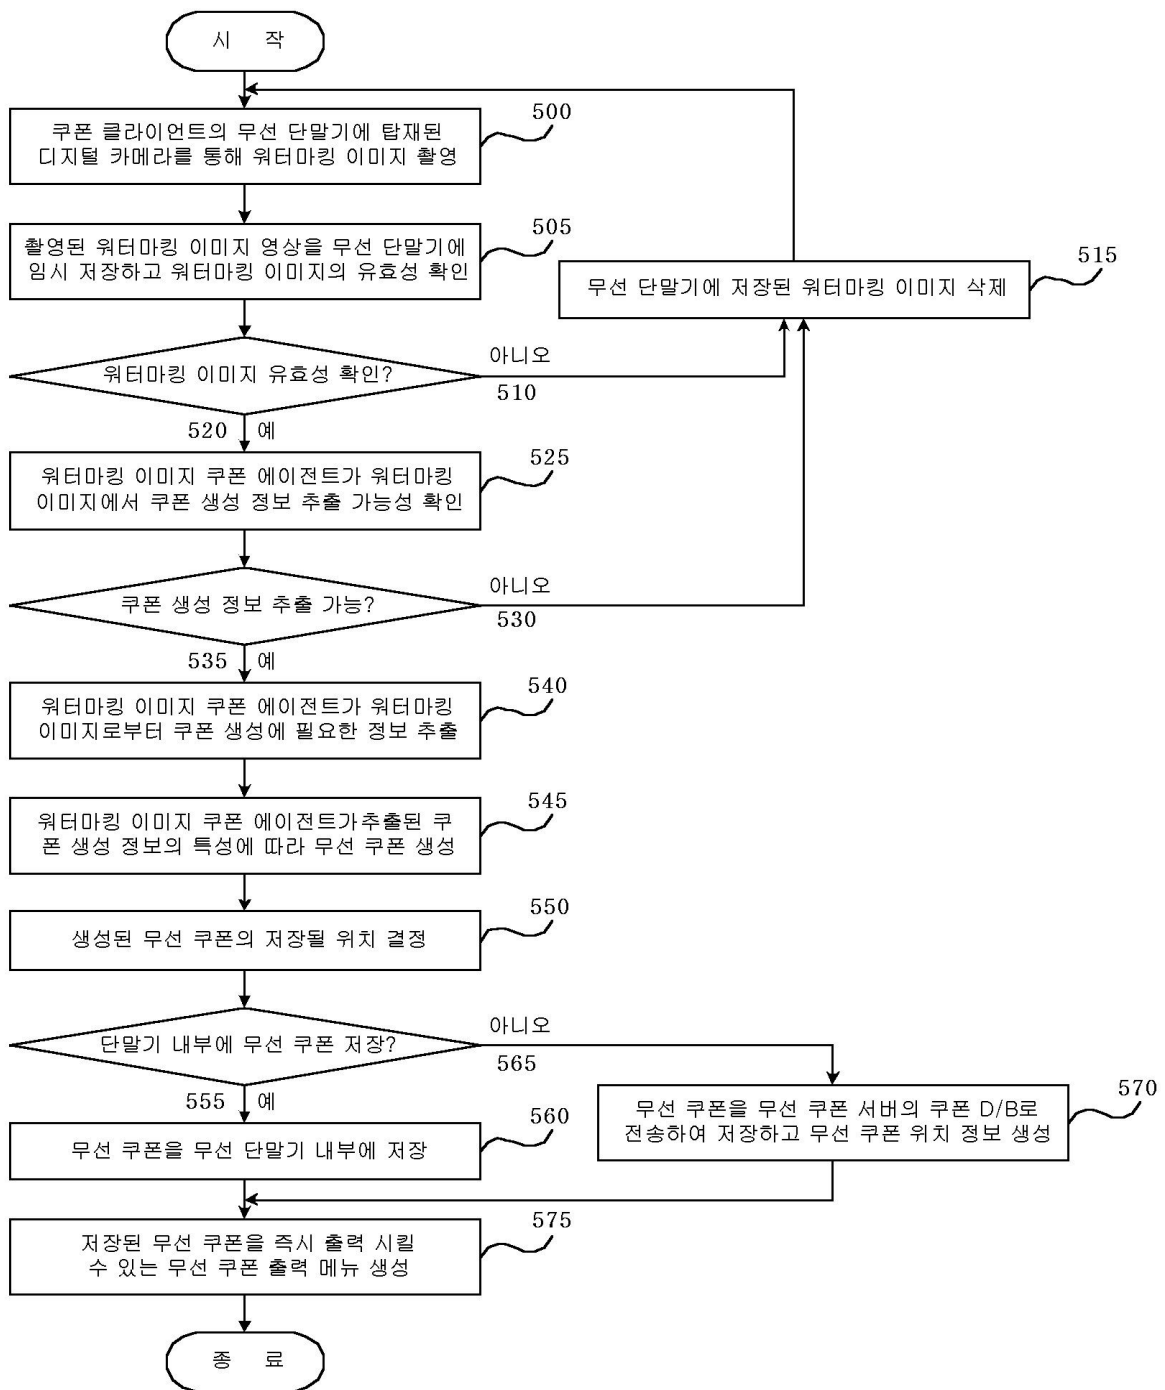 시 작
쿠폰 클라이언트의 무선 단말기에 탑재된
디지털 카메라를 통해 워터마킹 이미지 촬영
500
촬영된 워터마킹 이미지 영상을 무선 단말기에
임시 저장하고 워터마킹 이미지의 유효성 확인
505
무선 단말기에 저장된 워터마킹 이미지 삭제
515
워터마킹 이미지 유효성 확인?
아니오
510
520 예
워터마킹 이미지 쿠폰 에이전트가 워터마킹
이미지에서 쿠폰 생성 정보 추출 가능성 확인
525
쿠폰 생성 정보 추출 가능?
아니오
530
535 예
워터마킹 이미지 쿠폰 에이전트가 워터마킹
이미지로부터 쿠폰 생성에 필요한 정보 추출
540
워터마킹 이미지 쿠폰 에이전트가추출된 쿠
폰 생성 정보의 특성에 따라 무선 쿠폰 생성
545
생성된 무선 쿠폰의 저장될 위치 결정
550
단말기 내부에 무선 쿠폰 저장?
아니오
565
555 예
무선 쿠폰을 무선 단말기 내부에 저장
560
무선 쿠폰을 무선 쿠폰 서버의 쿠폰 D/B로
전송하여 저장하고 무선 쿠폰 위치 정보 생성
570
저장된 무선 쿠폰을 즉시 출력 시킬
수 있는 무선 쿠폰 출력 메뉴 생성
575
종 료